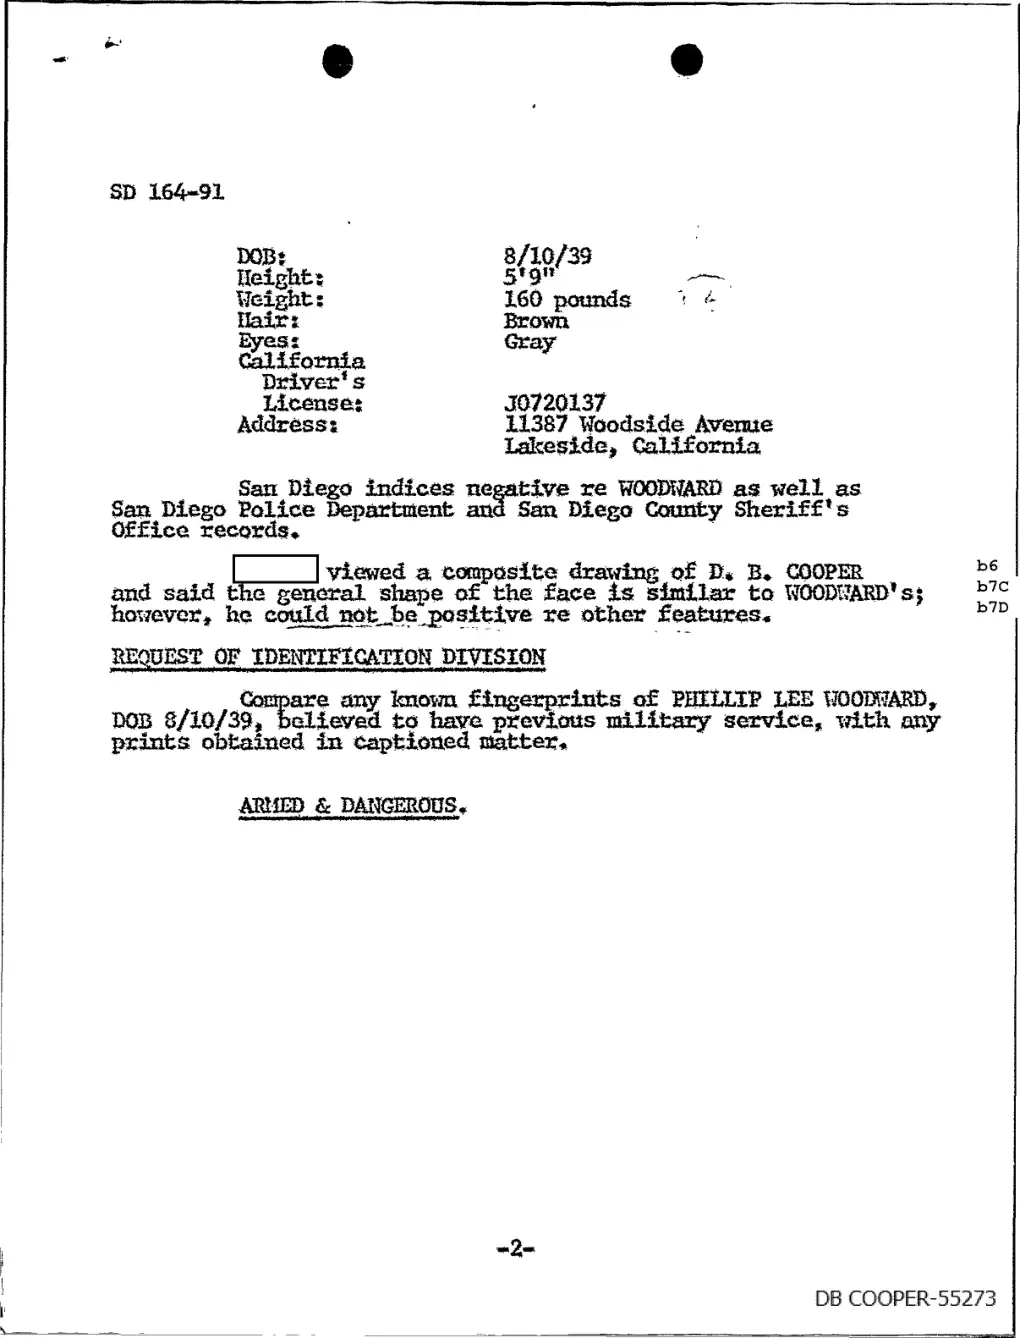 SD 164-91
DOB: 8/10/39
Height: 5'9"
Weight: 160 pounds
Hair: Brown
Eyes: Gray
California
Driver's
License: J0720137
Address: 11387 Woodside Avenue
Lakeside, California
San Diego indices negative re WOODWARD as well as
San Diego Police Department and San Diego County Sheriff's
Office records.
viewed a composite drawing of D. B. COOPER b6
and said the general shape of the face is similar to WOODWARD's; b7C
however, he could not be positive re other features. b7D
REQUEST OF IDENTIFICATION DIVISION
Compare any known fingerprints of PHILLIP LEE WOODWARD,
DOB 8/10/39, believed to have previous military service, with any
prints obtained in captioned matter.
ARMED & DANGEROUS.
-2-
DB COOPER-55273